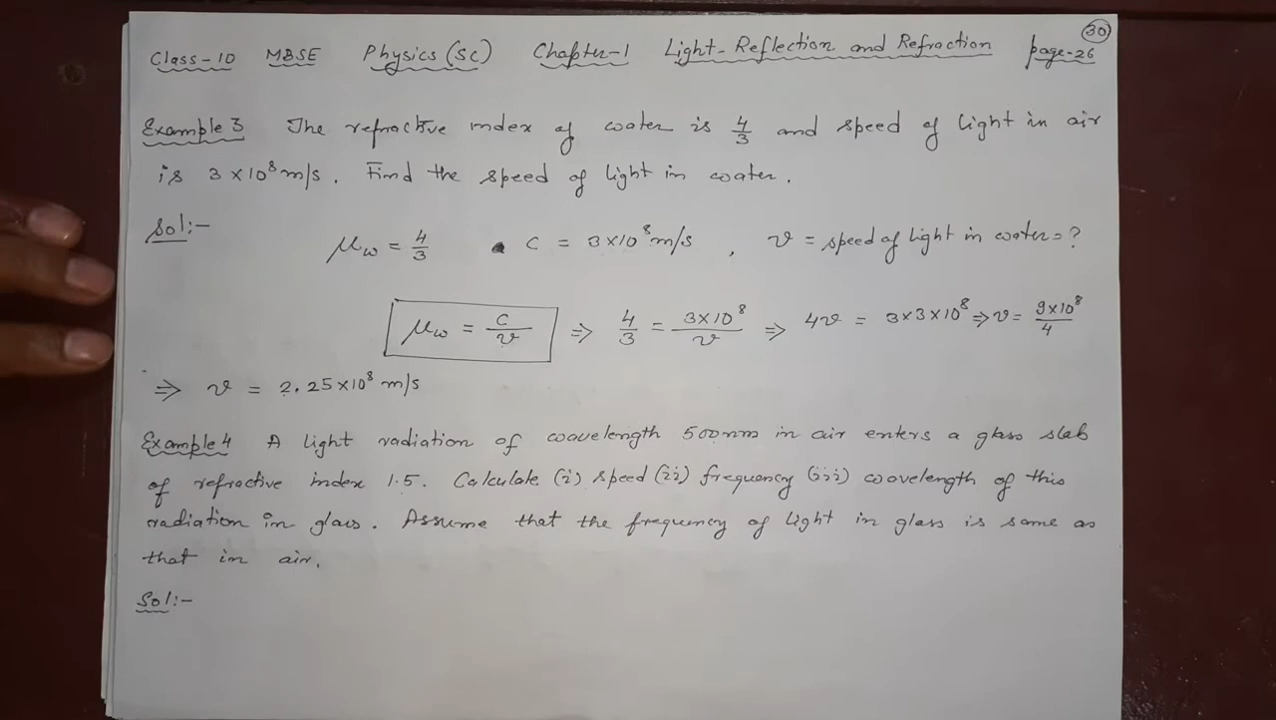 30
Class-10 MBSE Physics (SC) Chapter-1 Light-Reflection and Refraction page-26
Example 3 The refractive index of water is 4/3 and speed of light in air
is 3×10⁸ m/s. Find the speed of light in water.
Sol:-
μw = 4/3 C = 3×10⁸ m/s, v = speed of light in water = ?
μw = C/v ⇒ 4/3 = 3×10⁸/v ⇒ 4v = 3×3×10⁸ ⇒ v = 9×10⁸/4
⇒ v = 2.25×10⁸ m/s
Example 4 A light radiation of wavelength 500nm in air enters a glass slab
of refractive index 1.5. Calculate (i) speed (ii) frequency (iii) wavelength of this
radiation in glass. Assume that the frequency of light in glass is same as
that in air.
Sol:-